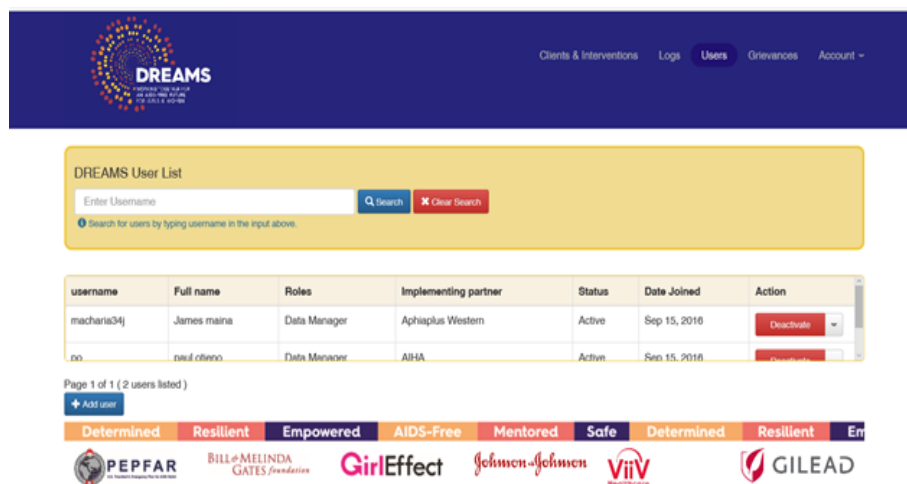 Clients & Interventions Logs Users Grievances Account
DREAMS
DREAMS User List
Enter Username Search Clear Search
Search for users by typing username in the input above.
username Full name Roles Implementing partner Status Date Joined Action
macharia34j James maina Data Manager Aphiaplus Western Active Sep 15, 2016 Deactivate
po paul otieno Data Manager AIHA Active Sep 15, 2016 Deactivate
Page 1 of 1 ( 2 users listed )
Add user
Determined Resilient Empowered AIDS-Free Mentored Safe Determined Resilient Em
PEPFAR BILL & MELINDA GATES foundation GirlEffect Johnson & Johnson ViiV GILEAD